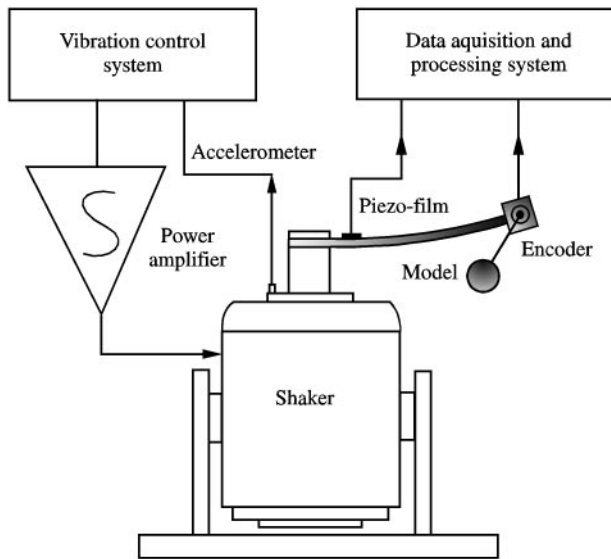 Vibration control
system
Data aquisition and
processing system
Accelerometer
Piezo-film
Power
amplifier
Encoder
Model
Shaker